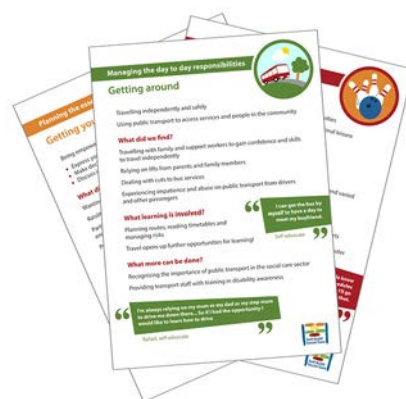 Managing the day to day responsibilities
Getting around
Travelling independently and safely
Using public transport to access services and people in the community
What did we find?
Travelling with family and support workers to gain confidence and skills
to travel independently
Relying on lifts from parents and family members
Dealing with cuts to bus services
Experiencing impatience and abuse on public transport from drivers
and other passengers
What learning is involved?
Planning routes, reading timetables and
managing risks
Travel opens up further opportunities for learning!
I can get the bus by
myself to have a day to
meet my boyfriend.
Self-advocate
What more can be done?
Recognising the importance of public transport in the social care sector
Providing transport staff with training in disability awareness
I'm always relying on my mum or my dad or my step mum
to drive me down there... So if I had the opportunity I
would like to learn how to drive
self-advocate
Planning the esse
Getting you
Being empowe